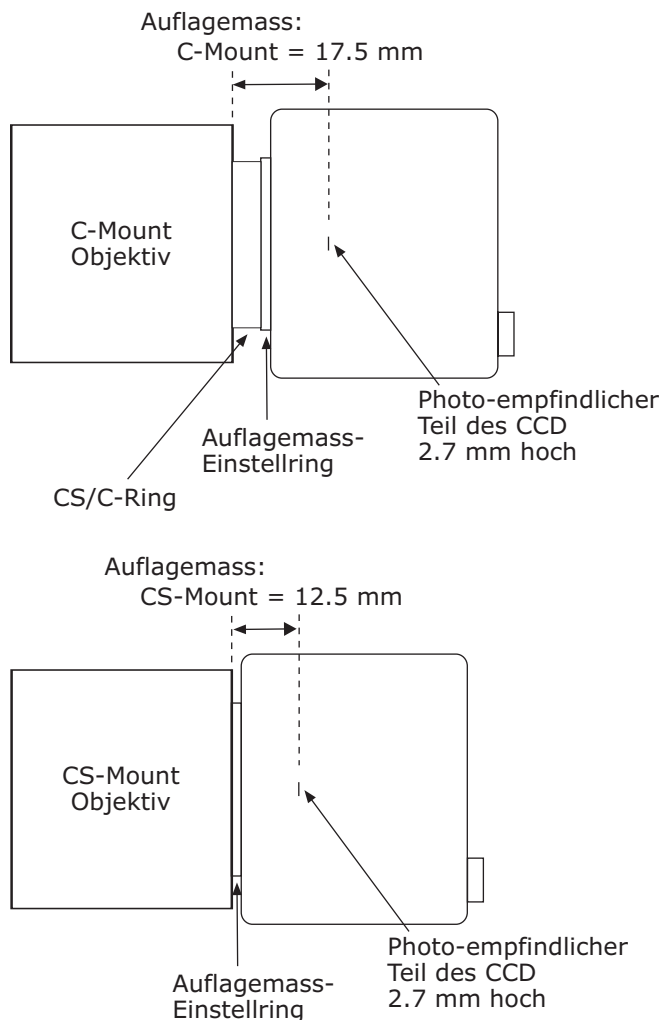 Auflagemass:
C-Mount = 17.5 mm
C-Mount
Objektiv
Photo-empfindlicher
Teil des CCD
2.7 mm hoch
Auflagemass-
Einstellring
CS/C-Ring
Auflagemass:
CS-Mount = 12.5 mm
CS-Mount
Objektiv
Photo-empfindlicher
Teil des CCD
2.7 mm hoch
Auflagemass-
Einstellring